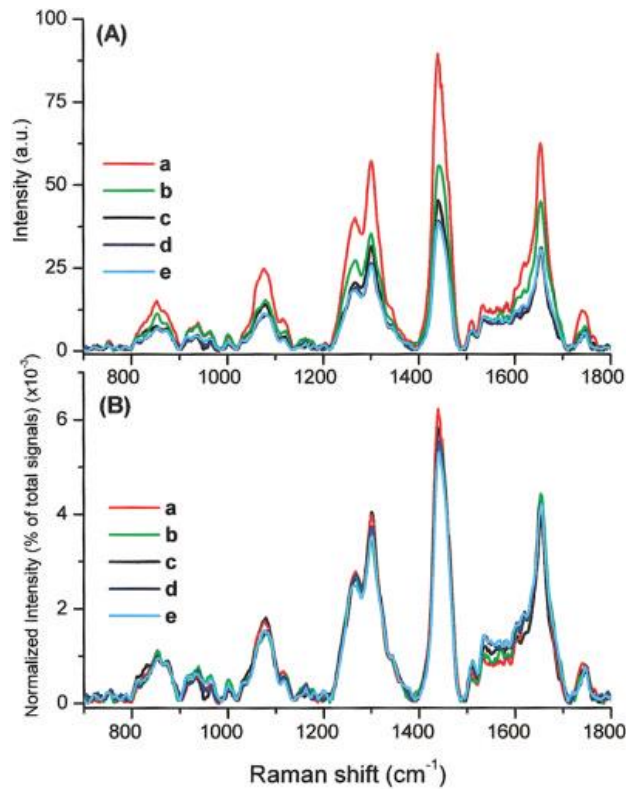 (A)
Intensity (a.u.)
100
75
50
25
0
a
b
c
d
e
800 1000 1200 1400 1600 1800
(B)
Normalized Intensity (% of total signals) (x10⁻³)
6
4
2
0
a
b
c
d
e
800 1000 1200 1400 1600 1800
Raman shift (cm⁻¹)